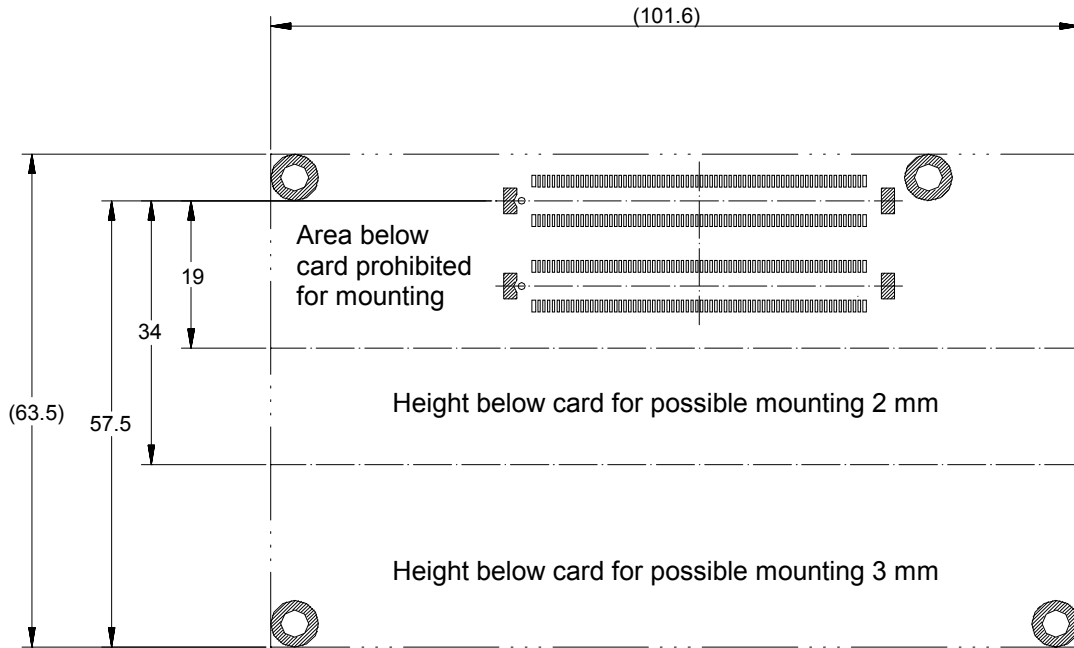 (101.6)
Area below
card prohibited
for mounting
19
34
(63.5)
57.5
Height below card for possible mounting 2 mm
Height below card for possible mounting 3 mm